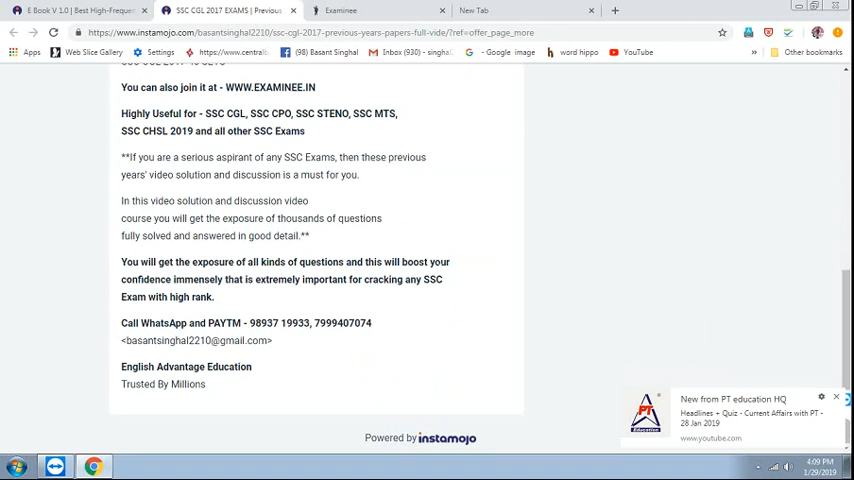 E Book V 1.0 | Best High-Frequen
SSC CGL 2017 EXAMS | Previous
Examinee
New Tab
https://www.instamojo.com/basantsinghal2210/ssc-cgl-2017-previous-years-papers-full-vide/?ref=offer_page_more
Apps
Web Slice Gallery
Settings
https://www.centralb
(98) Basant Singhal
Inbox (930) - singha
- Google image
word hippo
YouTube
»
Other bookmarks
You can also join it at - WWW.EXAMINEE.IN
Highly Useful for - SSC CGL, SSC CPO, SSC STENO, SSC MTS,
SSC CHSL 2019 and all other SSC Exams
**If you are a serious aspirant of any SSC Exams, then these previous
years' video solution and discussion is a must for you.
In this video solution and discussion video
course you will get the exposure of thousands of questions
fully solved and answered in good detail.**
You will get the exposure of all kinds of questions and this will boost your
confidence immensely that is extremely important for cracking any SSC
Exam with high rank.
Call WhatsApp and PAYTM - 98937 19933, 7999407074
<basantsinghal2210@gmail.com>
English Advantage Education
Trusted By Millions
Powered by instamojo
PT
Education
New from PT education HQ
Headlines + Quiz - Current Affairs with PT -
28 Jan 2019
www.youtube.com
4:09 PM
1/29/2019